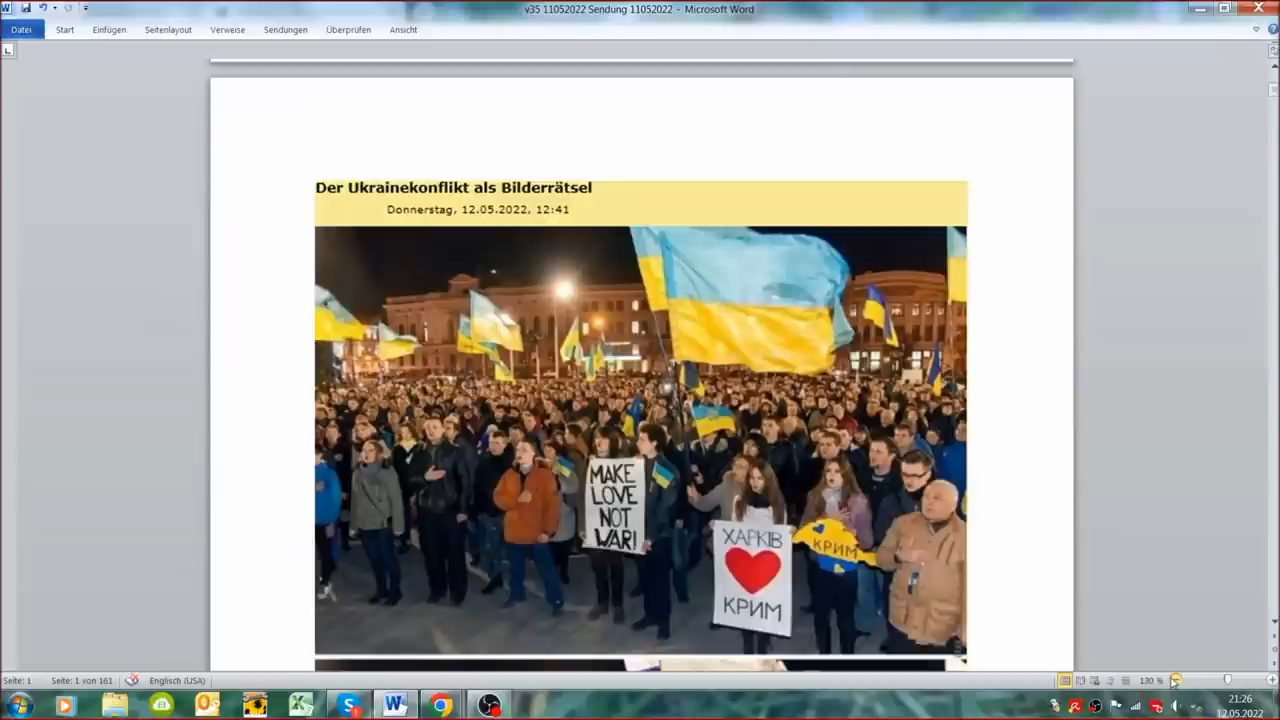 v35 11052022 Sendung 11052022 - Microsoft Word
Datei Start Einfügen Seitenlayout Verweise Sendungen Überprüfen Ansicht
Der Ukrainekonflikt als Bilderrätsel
Donnerstag, 12.05.2022, 12:41
MAKE
LOVE
NOT
WAR!
ХАРКІВ
КРИМ
КРИМ
Seite: 1 Seite: 1 von 161 Englisch (USA) 130 %
21:26
12.05.2022